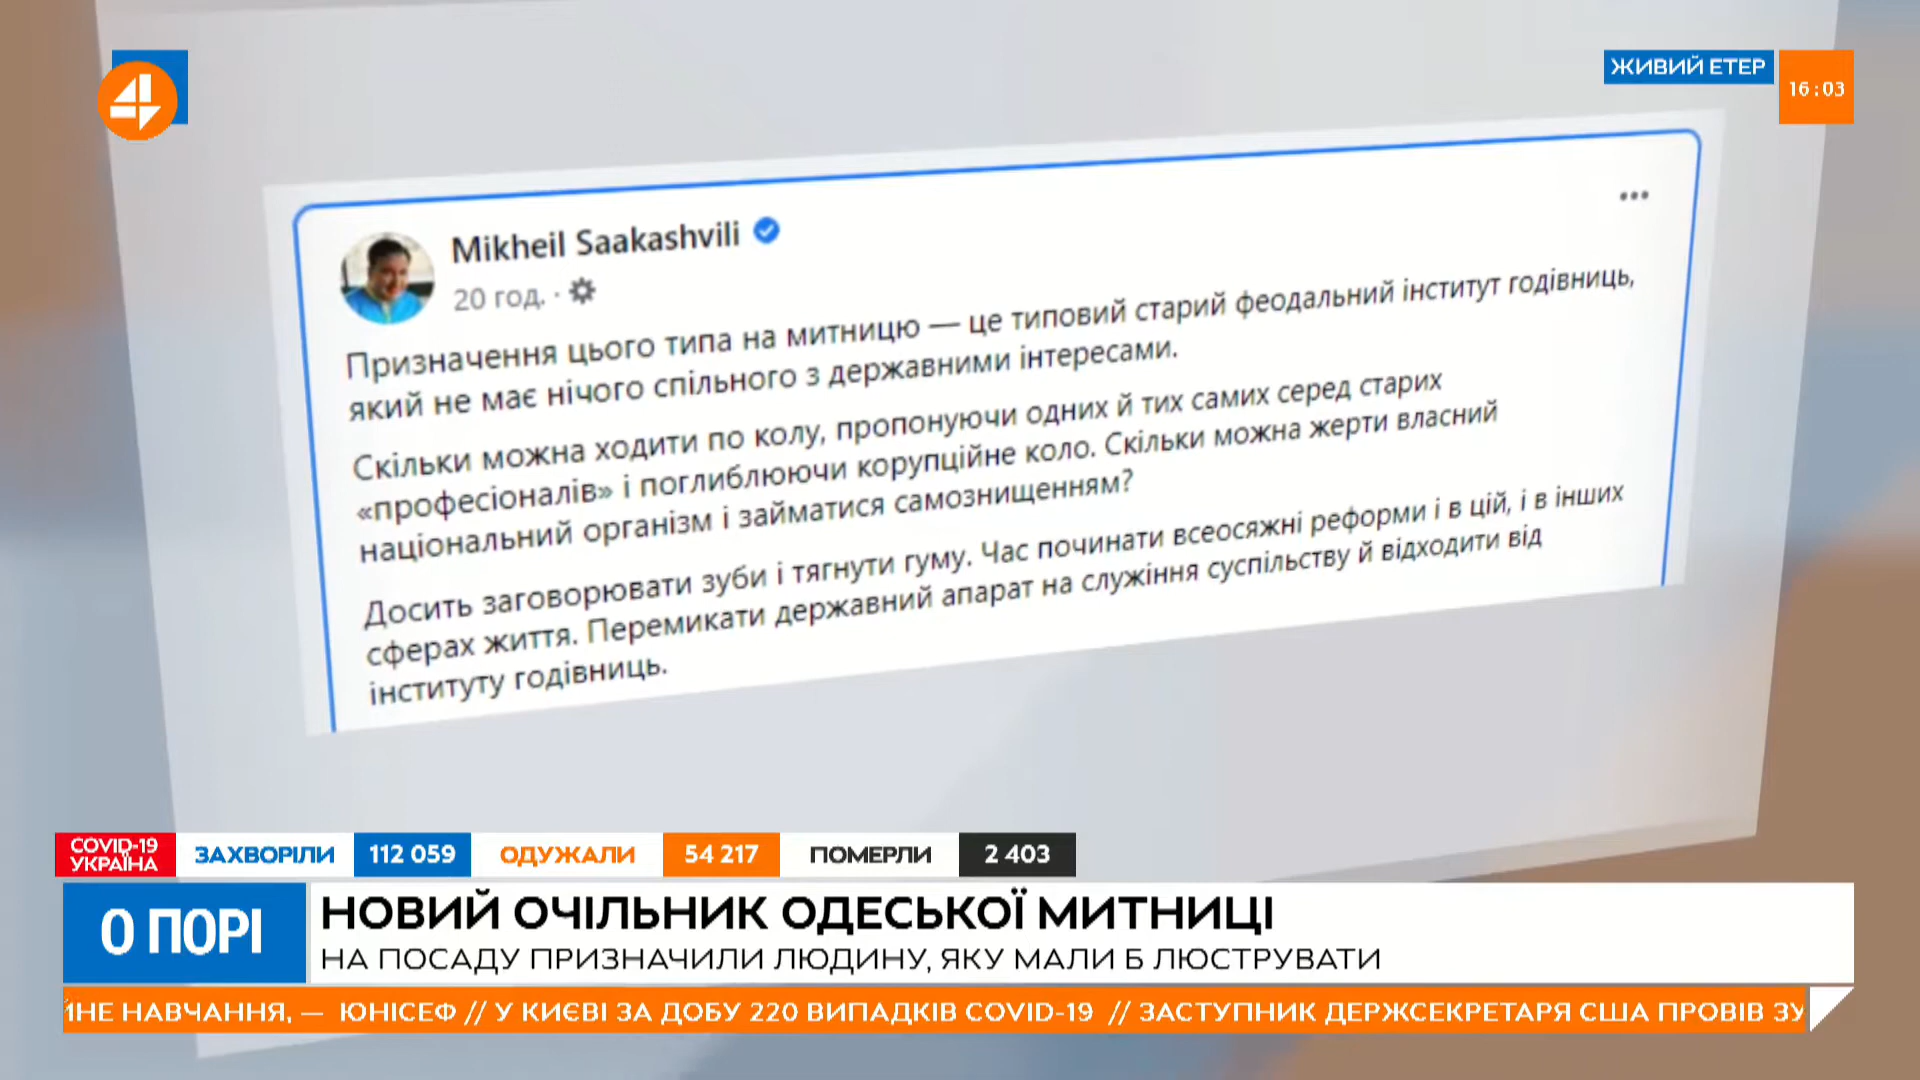 4
ЖИВИЙ ЕТЕР
16:03
Mikheil Saakashvili
20 год. ·
Призначення цього типа на митницю — це типовий старий феодальний інститут годівниць,
який не має нічого спільного з державними інтересами.
Скільки можна ходити по колу, пропонуючи одних й тих самих серед старих
«професіоналів» і поглиблюючи корупційне коло. Скільки можна жерти власний
національний організм і займатися самознищенням?
Досить заговорювати зуби і тягнути гуму. Час починати всеосяжні реформи і в цій, і в інших
сферах життя. Перемикати державний апарат на служіння суспільству й відходити від
інституту годівниць.
COVID-19
УКРАЇНА
ЗАХВОРІЛИ 112 059 ОДУЖАЛИ 54 217 ПОМЕРЛИ 2 403
О ПОРІ
НОВИЙ ОЧІЛЬНИК ОДЕСЬКОЇ МИТНИЦІ
НА ПОСАДУ ПРИЗНАЧИЛИ ЛЮДИНУ, ЯКУ МАЛИ Б ЛЮСТРУВАТИ
ЙНЕ НАВЧАННЯ, — ЮНІСЕФ // У КИЄВІ ЗА ДОБУ 220 ВИПАДКІВ COVID-19 // ЗАСТУПНИК ДЕРЖСЕКРЕТАРЯ США ПРОВІВ ЗУ